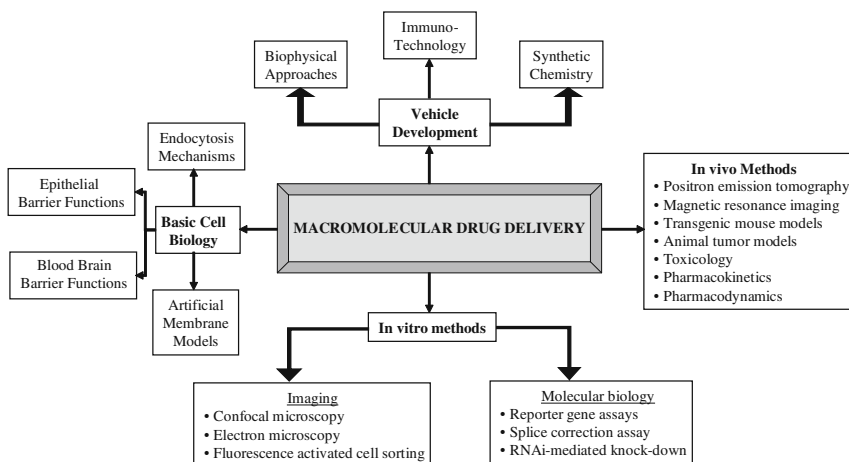 Immuno-
Technology
Biophysical
Approaches
Synthetic
Chemistry
Vehicle
Development
Endocytosis
Mechanisms
Epithelial
Barrier Functions
Basic Cell
Biology
Blood Brain
Barrier Functions
Artificial
Membrane
Models
MACROMOLECULAR DRUG DELIVERY
In vivo Methods
• Positron emission tomography
• Magnetic resonance imaging
• Transgenic mouse models
• Animal tumor models
• Toxicology
• Pharmacokinetics
• Pharmacodynamics
In vitro methods
Imaging
• Confocal microscopy
• Electron microscopy
• Fluorescence activated cell sorting
Molecular biology
• Reporter gene assays
• Splice correction assay
• RNAi-mediated knock-down